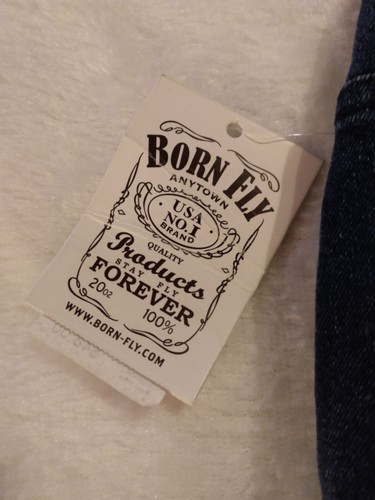 BORN FLY
ANYTOWN
USA
NO.1
BRAND
QUALITY
Products
STAY FLY
FOREVER
20oz 100%
WWW.BORN-FLY.COM